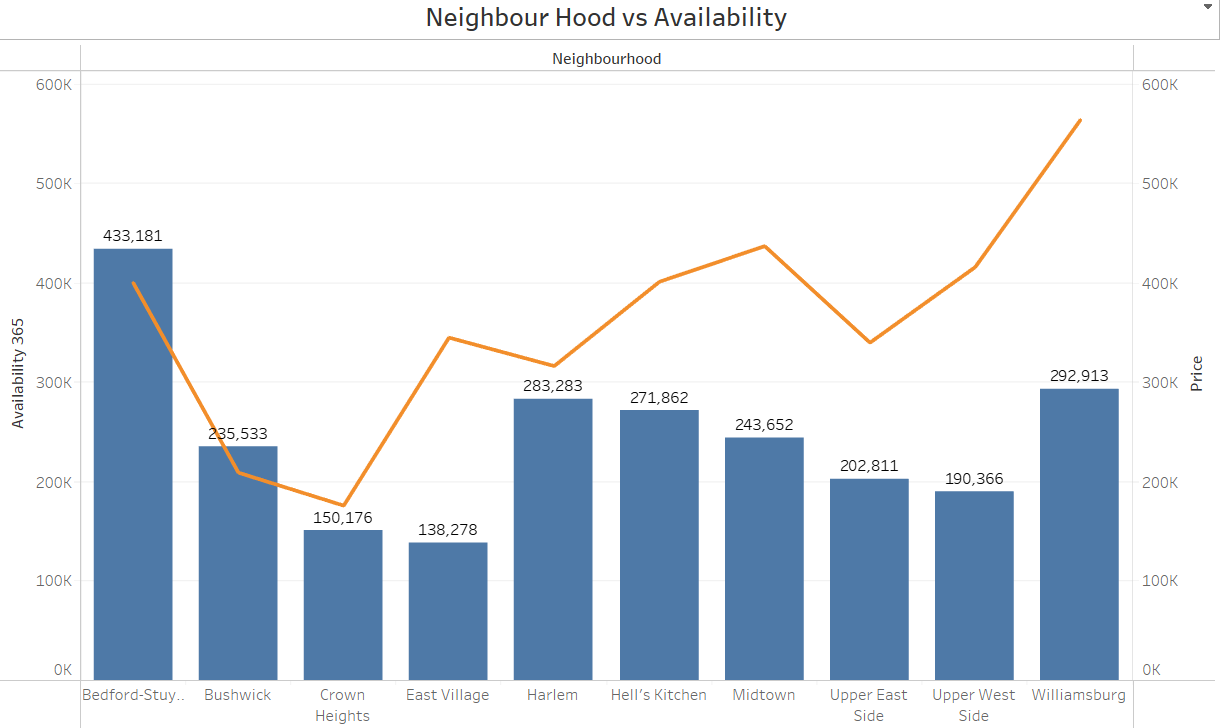 Neighbour Hood vs Availability
Neighbourhood
600K
500K
400K
300K
200K
100K
0K
Availability 365
433,181
235,533
150,176
138,278
283,283
271,862
243,652
202,811
190,366
292,913
600K
500K
400K
300K
200K
100K
0K
Price
Bedford-Stuy..
Bushwick
Crown
Heights
East Village
Harlem
Hell's Kitchen
Midtown
Upper East
Side
Upper West
Side
Williamsburg